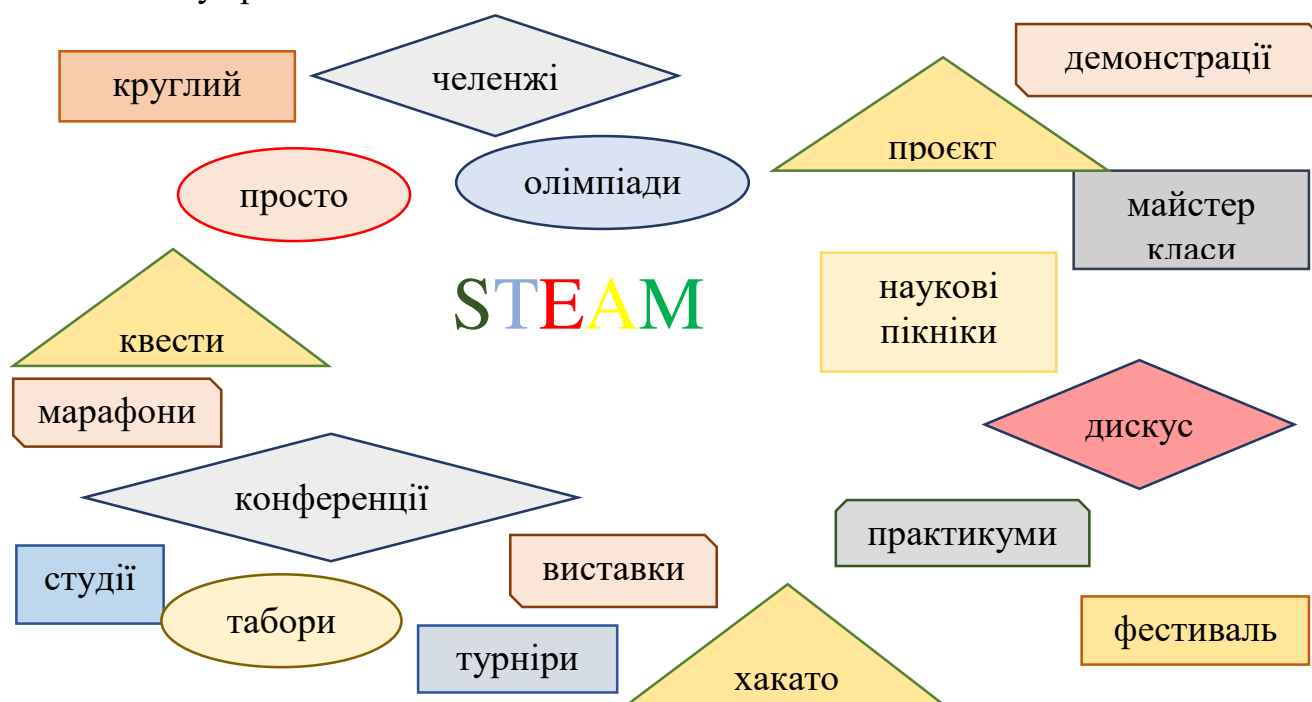 круглий
челенжі
демонстрації
проєкт
просто
олімпіади
майстер
класи
STEAM
наукові
пікніки
квести
марафони
дискус
конференції
практикуми
студії
виставки
табори
турніри
фестиваль
хакато